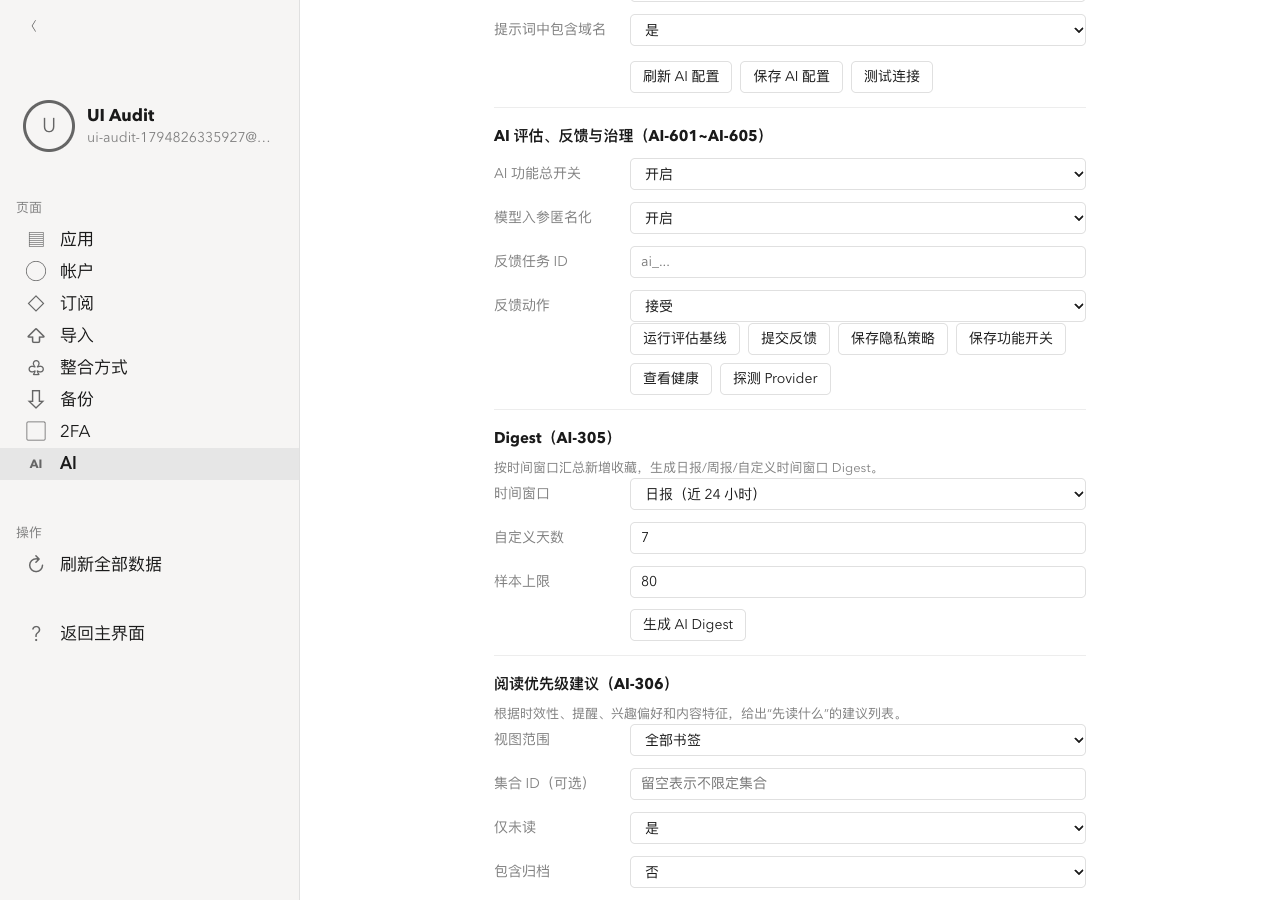 U
UI Audit
ui-audit-1794826335927@...
页面
应用
帐户
订阅
导入
整合方式
备份
2FA
AI AI
操作
刷新全部数据
? 返回主界面
提示词中包含域名 是
刷新 AI 配置 保存 AI 配置 测试连接
AI 评估、反馈与治理（AI-601~AI-605）
AI 功能总开关 开启
模型入参匿名化 开启
反馈任务 ID ai_...
反馈动作 接受
运行评估基线 提交反馈 保存隐私策略 保存功能开关
查看健康 探测 Provider
Digest（AI-305）
按时间窗口汇总新增收藏，生成日报/周报/自定义时间窗口 Digest。
时间窗口 日报（近 24 小时）
自定义天数 7
样本上限 80
生成 AI Digest
阅读优先级建议（AI-306）
根据时效性、提醒、兴趣偏好和内容特征，给出“先读什么”的建议列表。
视图范围 全部书签
集合 ID（可选） 留空表示不限定集合
仅未读 是
包含归档 否